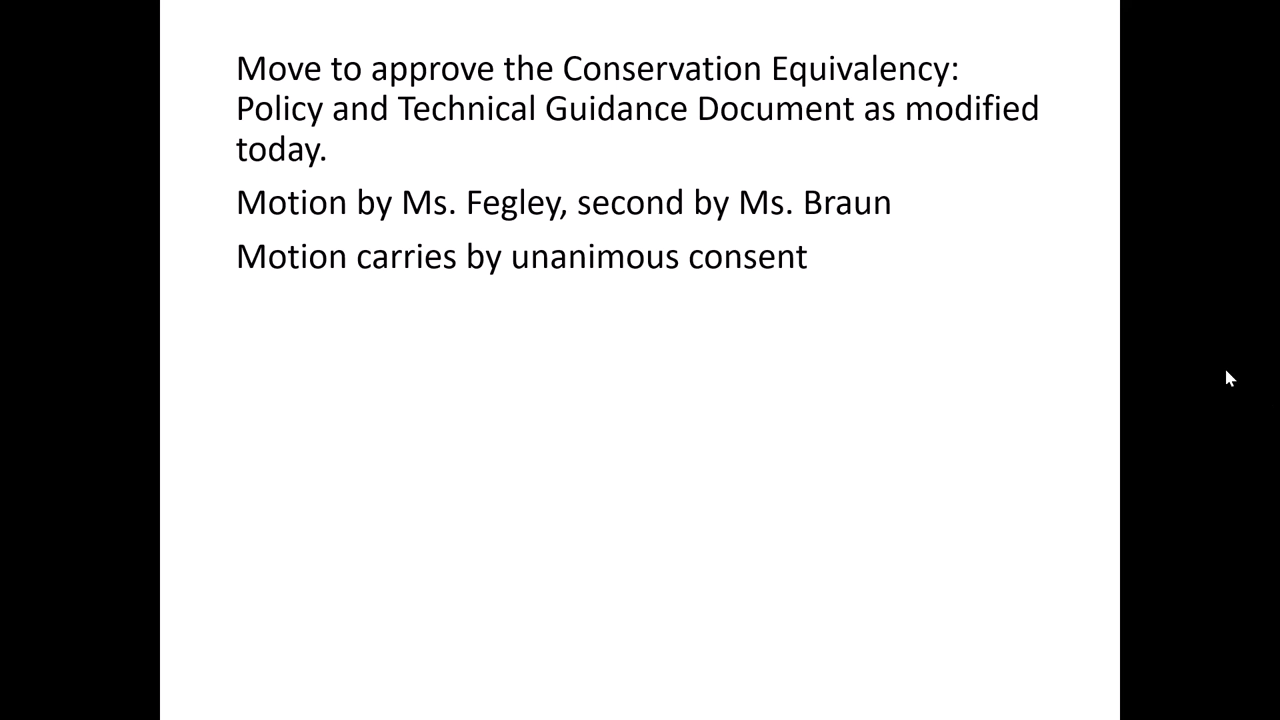 Move to approve the Conservation Equivalency:
Policy and Technical Guidance Document as modified
today.
Motion by Ms. Fegley, second by Ms. Braun
Motion carries by unanimous consent